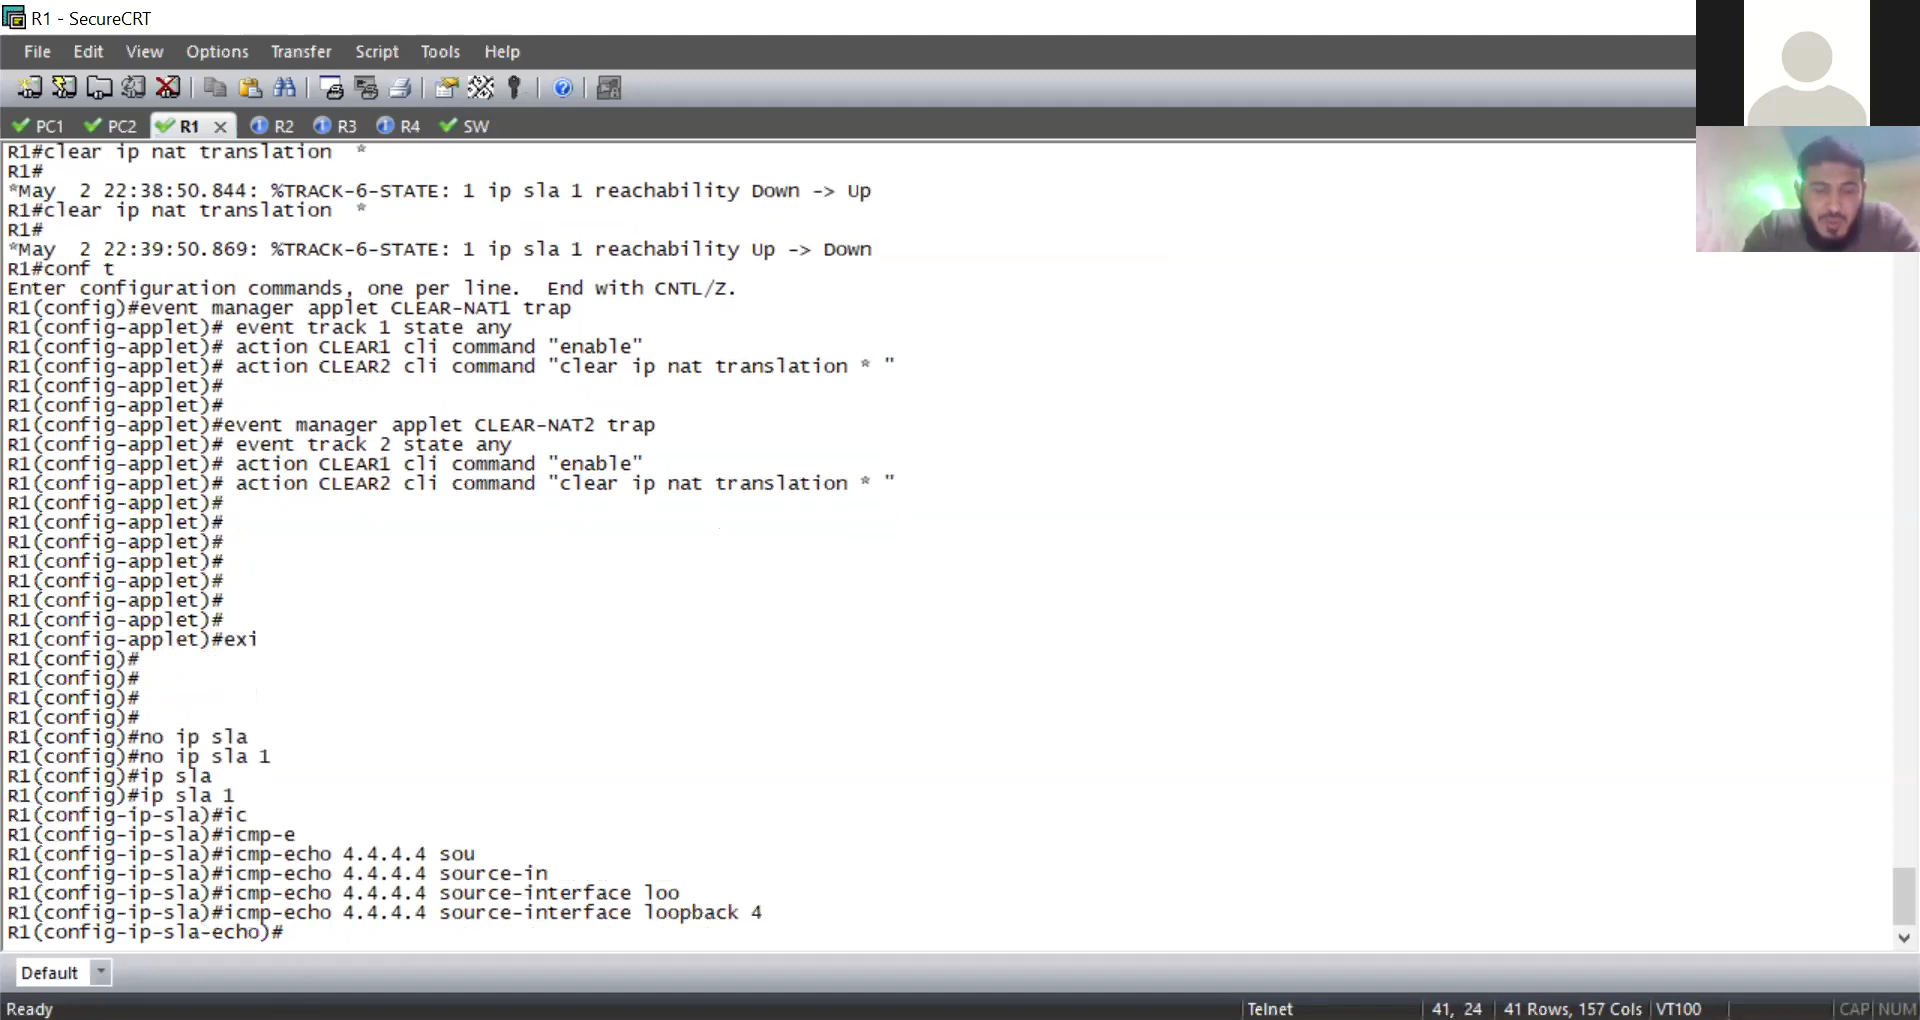 R1 - SecureCRT
File Edit View Options Transfer Script Tools Help
PC1 PC2 R1 R2 R3 R4 SW
R1#clear ip nat translation  *
R1#
*May  2 22:38:50.844: %TRACK-6-STATE: 1 ip sla 1 reachability Down -> Up
R1#clear ip nat translation  *
R1#
*May  2 22:39:50.869: %TRACK-6-STATE: 1 ip sla 1 reachability Up -> Down
R1#conf t
Enter configuration commands, one per line.  End with CNTL/Z.
R1(config)#event manager applet CLEAR-NAT1 trap
R1(config-applet)# event track 1 state any
R1(config-applet)# action CLEAR1 cli command "enable"
R1(config-applet)# action CLEAR2 cli command "clear ip nat translation * "
R1(config-applet)#
R1(config-applet)#
R1(config-applet)#event manager applet CLEAR-NAT2 trap
R1(config-applet)# event track 2 state any
R1(config-applet)# action CLEAR1 cli command "enable"
R1(config-applet)# action CLEAR2 cli command "clear ip nat translation * "
R1(config-applet)#
R1(config-applet)#
R1(config-applet)#
R1(config-applet)#
R1(config-applet)#
R1(config-applet)#
R1(config-applet)#
R1(config-applet)#exi
R1(config)#
R1(config)#
R1(config)#
R1(config)#
R1(config)#no ip sla
R1(config)#no ip sla 1
R1(config)#ip sla
R1(config)#ip sla 1
R1(config-ip-sla)#ic
R1(config-ip-sla)#icmp-e
R1(config-ip-sla)#icmp-echo 4.4.4.4 sou
R1(config-ip-sla)#icmp-echo 4.4.4.4 source-in
R1(config-ip-sla)#icmp-echo 4.4.4.4 source-interface loo
R1(config-ip-sla)#icmp-echo 4.4.4.4 source-interface loopback 4
R1(config-ip-sla-echo)#
Default
Ready Telnet 41, 24 41 Rows, 157 Cols VT100 CAP NUM